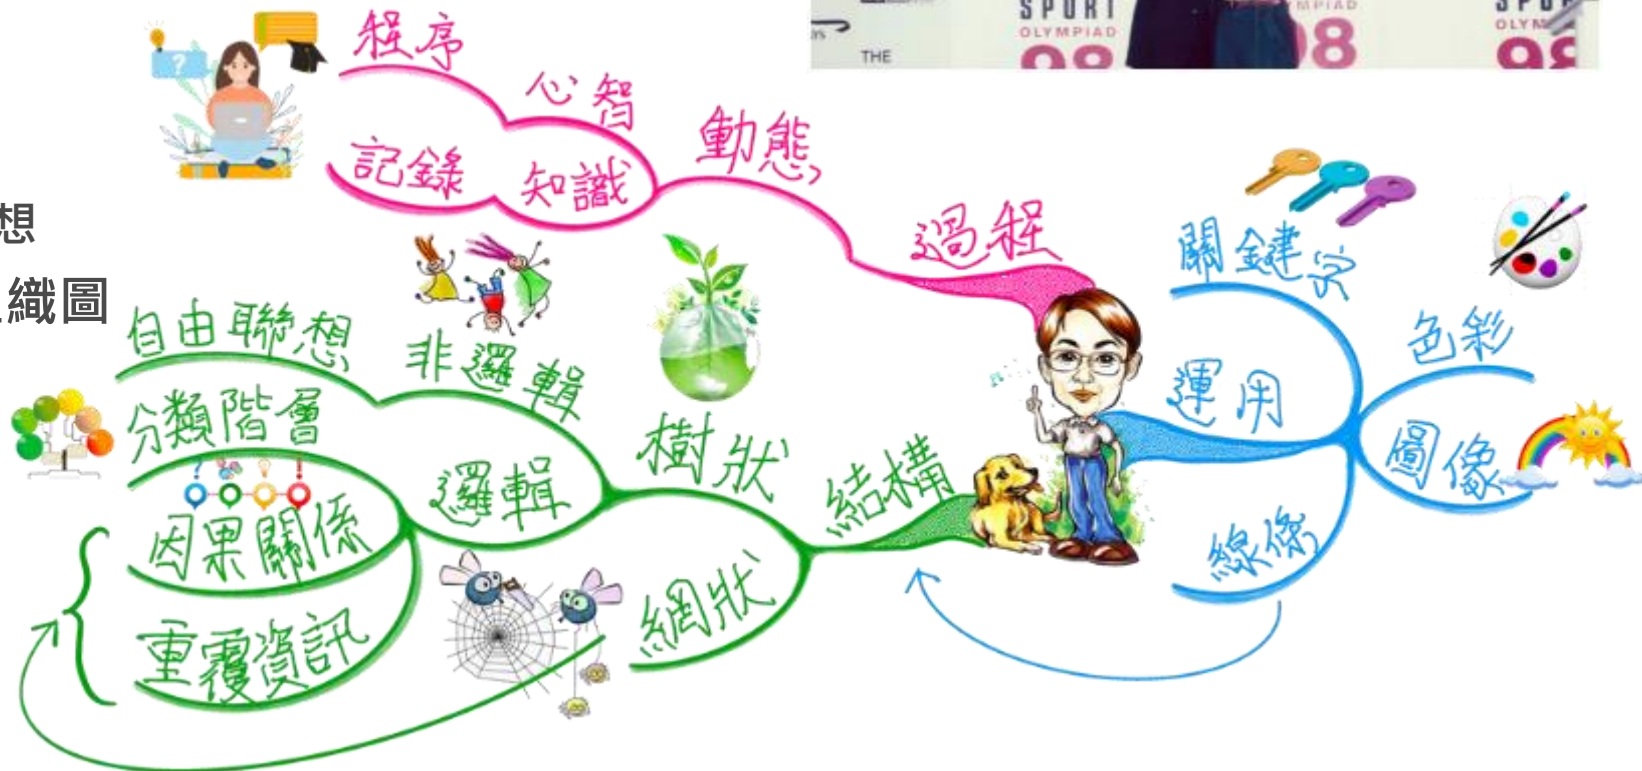 SPORT
OLYMPIAD
98
THE
想
織圖
程序
心智
記錄
知識
動態
過程
關鍵字
運用
色彩
圖像
線條
結構
樹狀
非邏輯
自由聯想
邏輯
分類階層
因果關係
重覆資訊
網狀